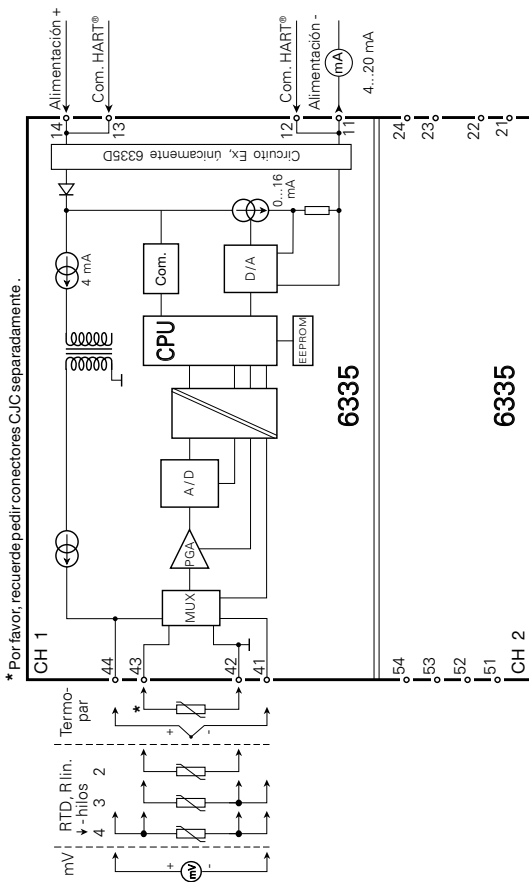 * Por favor, recuerde pedir conectores CJC separadamente.
CH 1
mV
RTD, R lin.
↓ - hilos
4
3
2
Termo-
par
+
-
mV
+
-
*
44
43
42
41
MUX
PGA
A/D
CPU
EEPROM
Com.
D/A
4 mA
0...16
mA
Circuito Ex, únicamente 6335D
14
13
12
11
Alimentación +
Com. HART®
Com. HART®
Alimentación -
mA
4...20 mA
6335
54
53
52
51
24
23
22
21
6335
CH 2